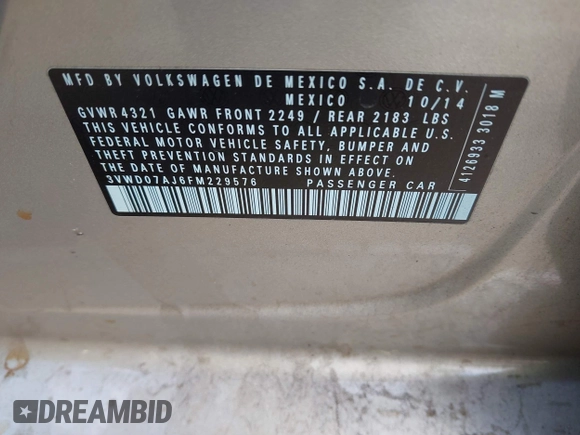 MFD BY VOLKSWAGEN DE MEXICO S.A. DE C.V.
MEXICO 10/14
GVWR 4321 GAWR FRONT 2249 / REAR 2183 LBS
THIS VEHICLE CONFORMS TO ALL APPLICABLE U.S.
FEDERAL MOTOR VEHICLE SAFETY, BUMPER AND
THEFT PREVENTION STANDARDS IN EFFECT ON
THE DATE OF MANUFACTURE SHOWN ABOVE.
3VWD07AJ6FM229576 PASSENGER CAR
4126933 3018 M
DREAMBID